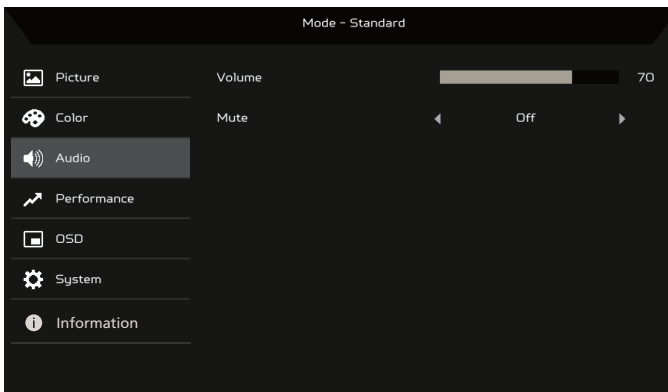 Mode - Standard
Picture
Volume 70
Color
Mute Off
Audio
Performance
OSD
System
Information